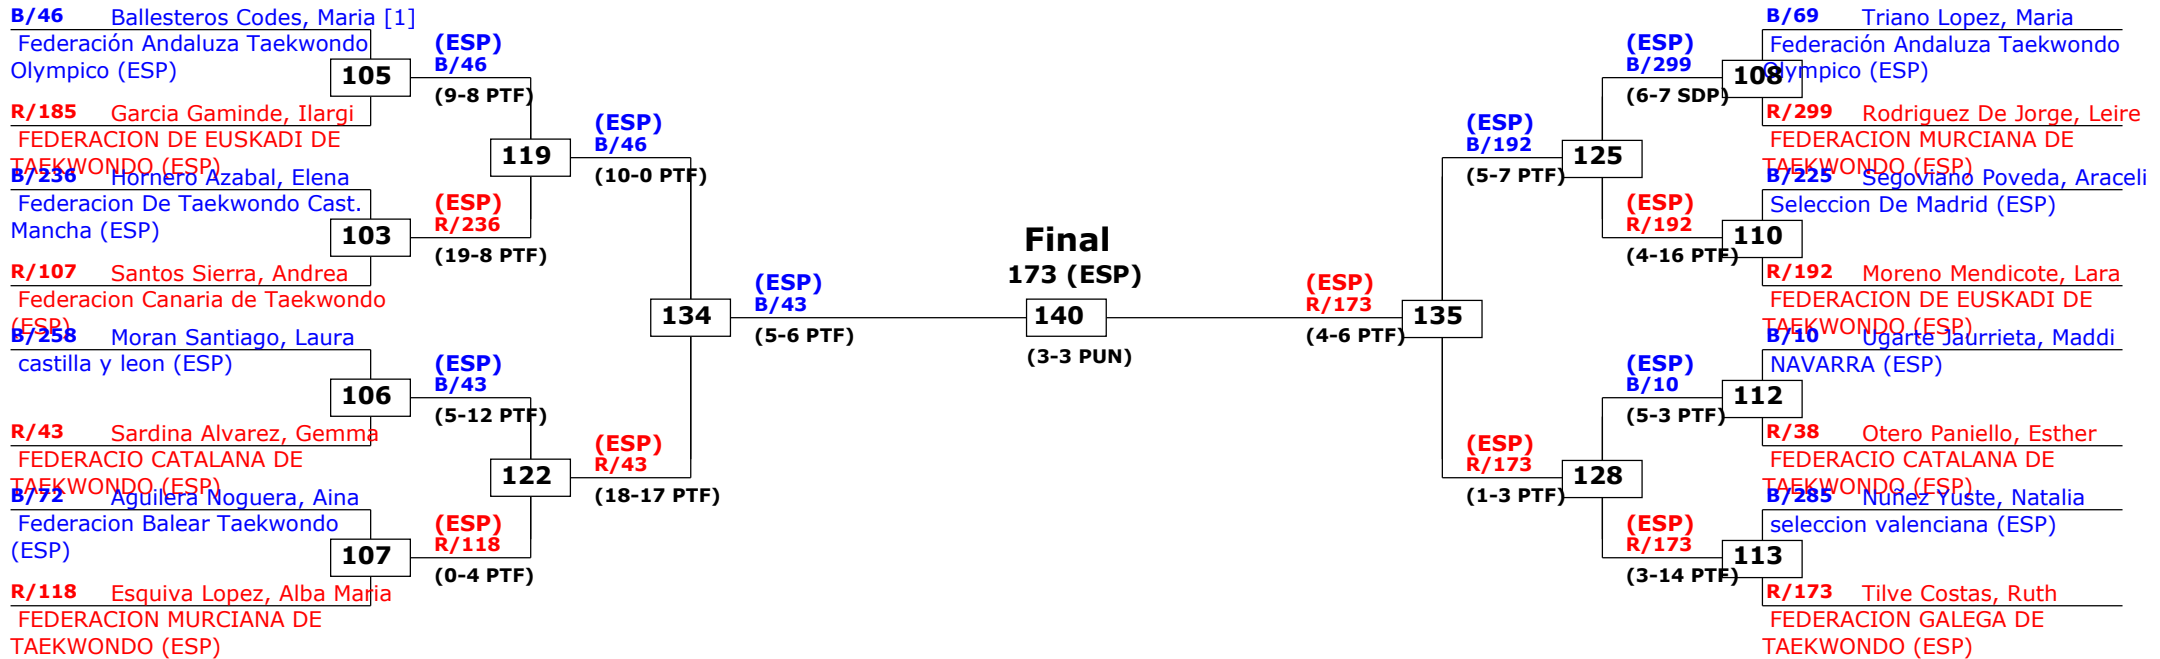 B/46 Ballesteros Codes, Maria [1]
Federación Andaluza Taekwondo
Olympico (ESP)
105
R/185 Garcia Gaminde, Ilargi
FEDERACION DE EUSKADI DE
TAEKWONDO (ESP)
B/236 Hornero Azabal, Elena
Federacion De Taekwondo Cast.
Mancha (ESP)
103
R/107 Santos Sierra, Andrea
Federacion Canaria de Taekwondo
(ESP)
B/258 Moran Santiago, Laura
castilla y leon (ESP)
106
R/43 Sardina Alvarez, Gemma
FEDERACIO CATALANA DE
TAEKWONDO (ESP)
B/72 Aguilera Noguera, Aina
Federacion Balear Taekwondo
(ESP)
107
R/118 Esquiva Lopez, Alba Maria
FEDERACION MURCIANA DE
TAEKWONDO (ESP)
(ESP)
B/46
(9-8 PTF)
119
(ESP)
R/236
(19-8 PTF)
(ESP)
B/43
(5-12 PTF)
122
(ESP)
R/118
(0-4 PTF)
(ESP)
B/46
(10-0 PTF)
134
(ESP)
R/43
(18-17 PTF)
(ESP)
B/43
(5-6 PTF)
Final
173 (ESP)
140
(3-3 PUN)
(ESP)
R/173
(4-6 PTF)
135
(ESP)
B/192
(5-7 PTF)
(ESP)
R/173
(1-3 PTF)
125
128
(ESP)
B/299
(6-7 SDP)
(ESP)
R/192
(4-16 PTF)
(ESP)
B/10
(5-3 PTF)
(ESP)
R/173
(3-14 PTF)
B/69 Triano Lopez, Maria
Federación Andaluza Taekwondo
Olympico (ESP)
108
R/299 Rodriguez De Jorge, Leire
FEDERACION MURCIANA DE
TAEKWONDO (ESP)
B/225 Segoviano Poveda, Araceli
Seleccion De Madrid (ESP)
110
R/192 Moreno Mendicote, Lara
FEDERACION DE EUSKADI DE
TAEKWONDO (ESP)
B/10 Ugarte Jaurrieta, Maddi
NAVARRA (ESP)
112
R/38 Otero Paniello, Esther
FEDERACIO CATALANA DE
TAEKWONDO (ESP)
B/285 Nuñez Yuste, Natalia
seleccion valenciana (ESP)
113
R/173 Tilve Costas, Ruth
FEDERACION GALEGA DE
TAEKWONDO (ESP)